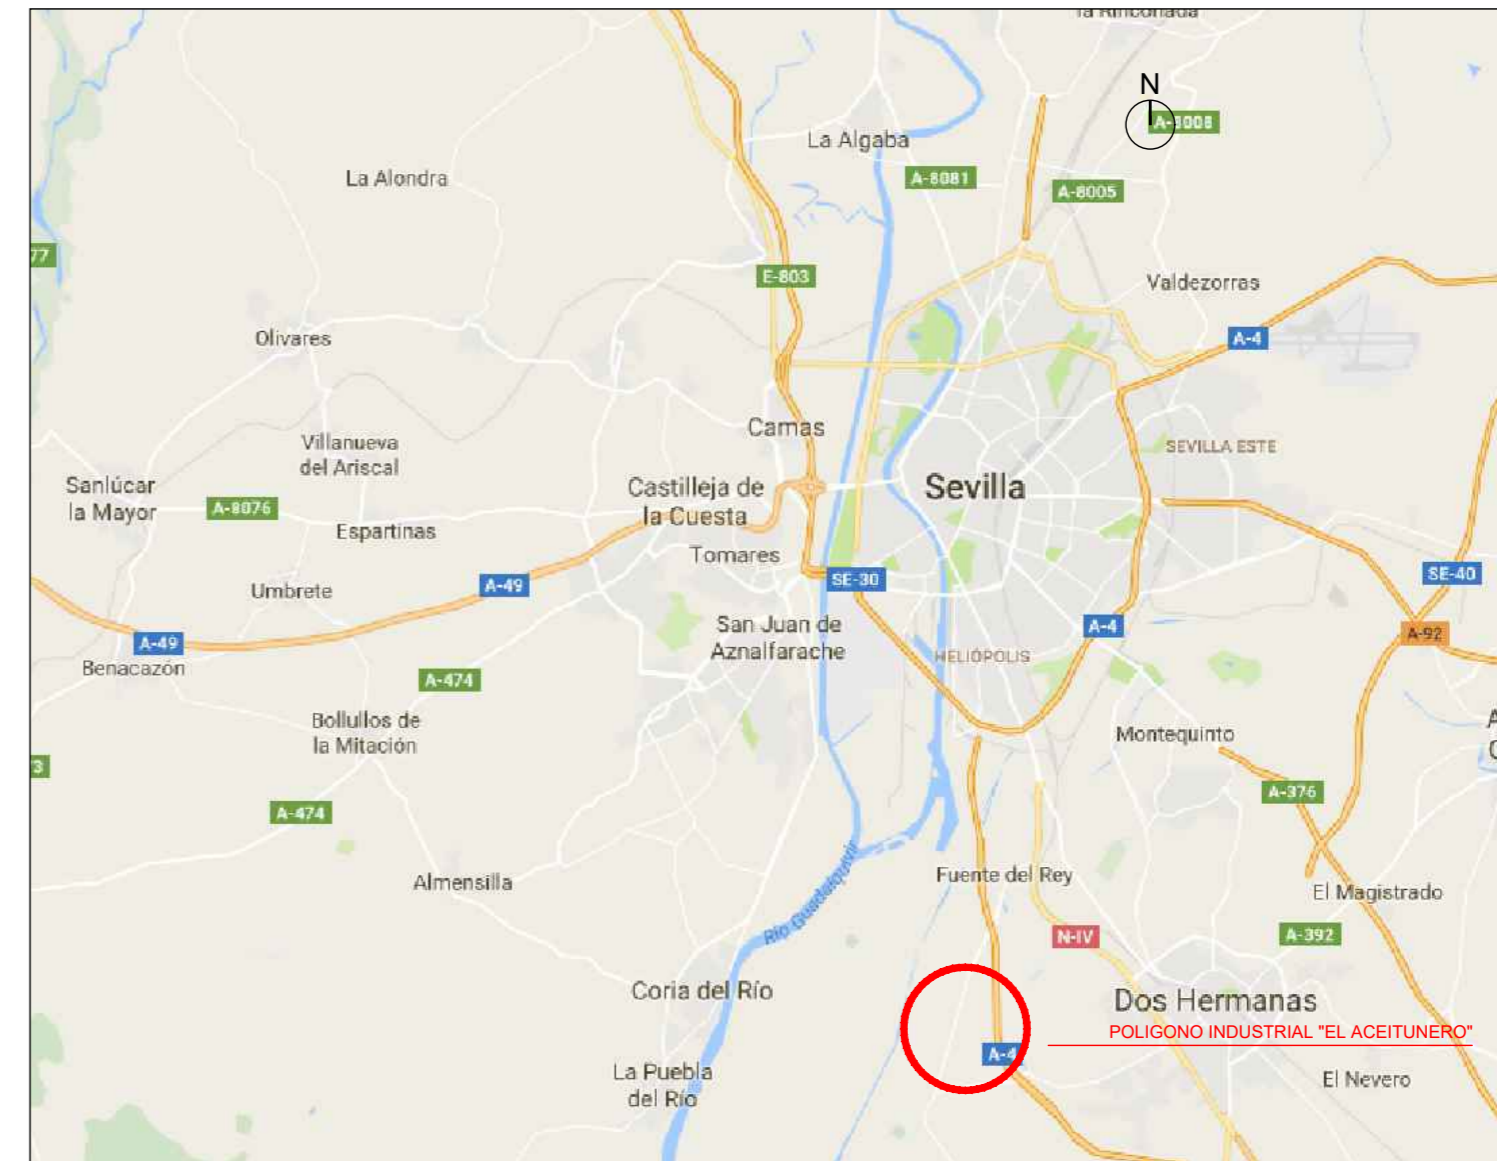 la Rinconada
N
A-8008
La Algaba
A-8081
La Alondra
A-8005
77
E-803
Valdezorras
Olivares
A-4
Camas
Villanueva
del Ariscal
SEVILLA ESTE
Sanlúcar
la Mayor
A-8076
Castilleja de
la Cuesta
Sevilla
Espartinas
Tomares
SE-30
SE-40
Umbrete
A-49
A-49
San Juan de
Aznalfarache
A-4
A-92
HELIÓPOLIS
Benacazón
A-474
Bollullos de
la Mitación
Montequinto
A
C
3
A-376
A-474
Almensilla
Río Guadalquivir
Fuente del Rey
El Magistrado
N-IV
A-392
Coria del Río
Dos Hermanas
POLIGONO INDUSTRIAL "EL ACEITUNERO"
A-4
La Puebla
del Río
El Nevero